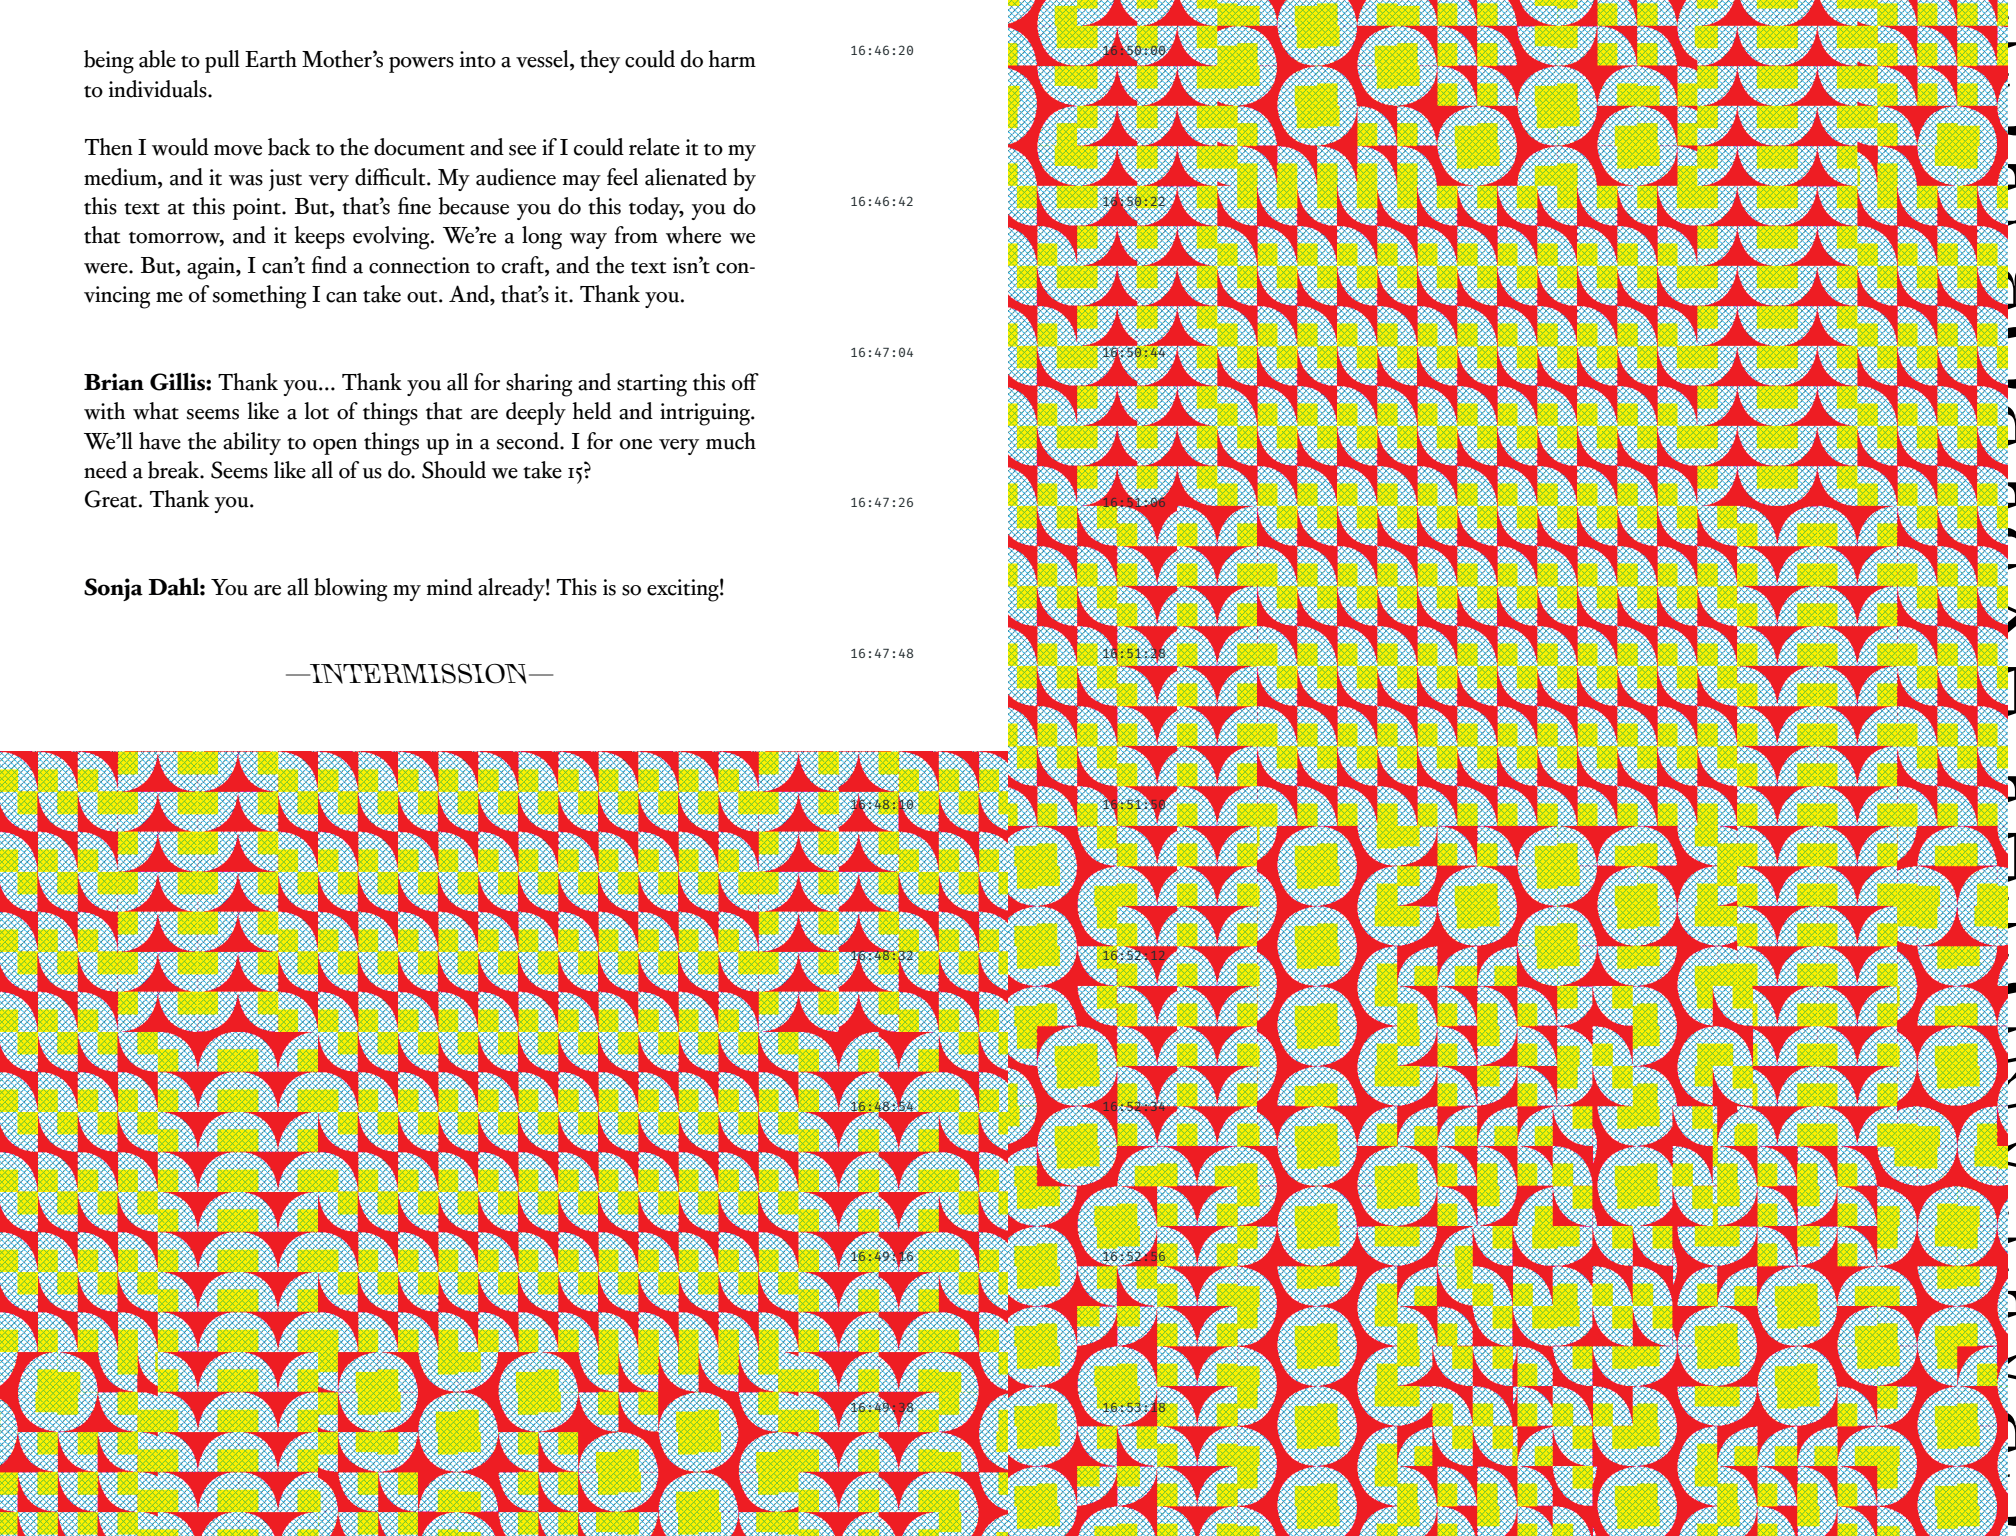 being able to pull Earth Mother’s powers into a vessel, they could do harm
to individuals.
Then I would move back to the document and see if I could relate it to my
medium, and it was just very difficult. My audience may feel alienated by
this text at this point. But, that’s fine because you do this today, you do
that tomorrow, and it keeps evolving. We’re a long way from where we
were. But, again, I can’t find a connection to craft, and the text isn’t con-
vincing me of something I can take out. And, that’s it. Thank you.
Brian Gillis: Thank you... Thank you all for sharing and starting this off
with what seems like a lot of things that are deeply held and intriguing.
We’ll have the ability to open things up in a second. I for one very much
need a break. Seems like all of us do. Should we take 15?
Great. Thank you.
Sonja Dahl: You are all blowing my mind already! This is so exciting!
—INTERMISSION—
16:46:20
16:46:42
16:47:04
16:47:26
16:47:48
16:48:10
16:48:32
16:48:54
16:49:16
16:49:38
16:50:00
16:50:22
16:50:44
16:51:06
16:51:28
16:51:50
16:52:12
16:52:34
16:52:56
16:53:18